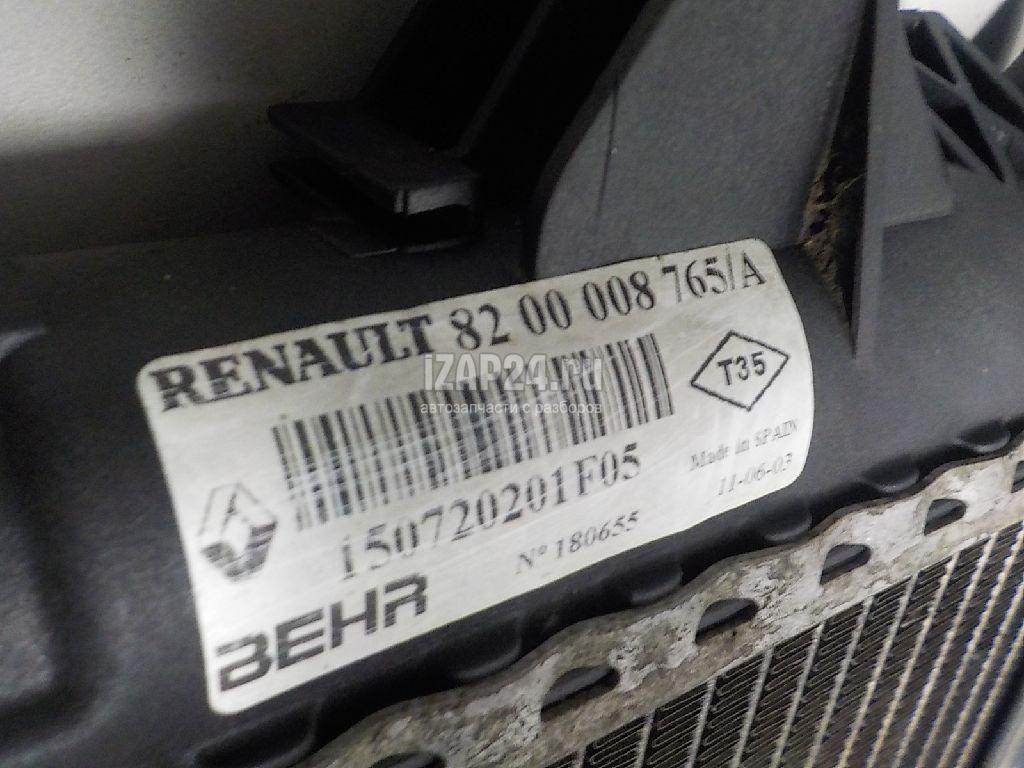 RENAULT 82 00 008 765/A
iZAP24.ru
автозапчасти с разборов
T35
150720201F05
Made in SPAIN
11-06-03
N° 180655
BEHR